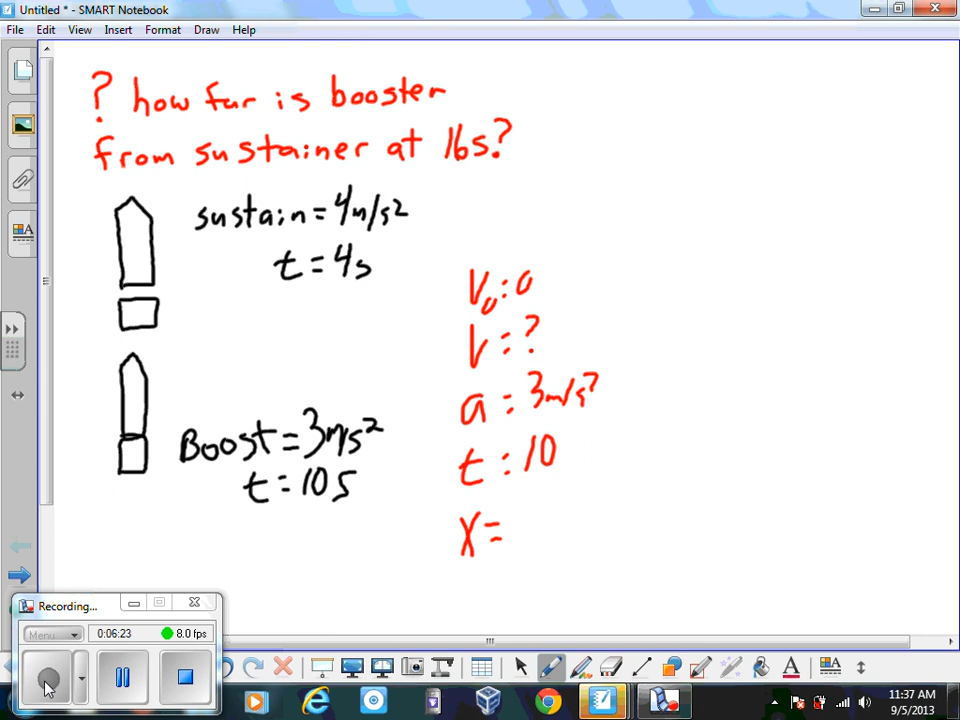 Untitled * - SMART Notebook
File Edit View Insert Format Draw Help
? how far is booster
from sustainer at 16s?
sustain = 4m/s²
t = 4s
V₀ : 0
V = ?
a = 3m/s²
t : 10
X =
Boost = 3m/s²
t = 10s
Recording...
Menu
0:06:23
8.0 fps
11:37 AM
9/5/2013